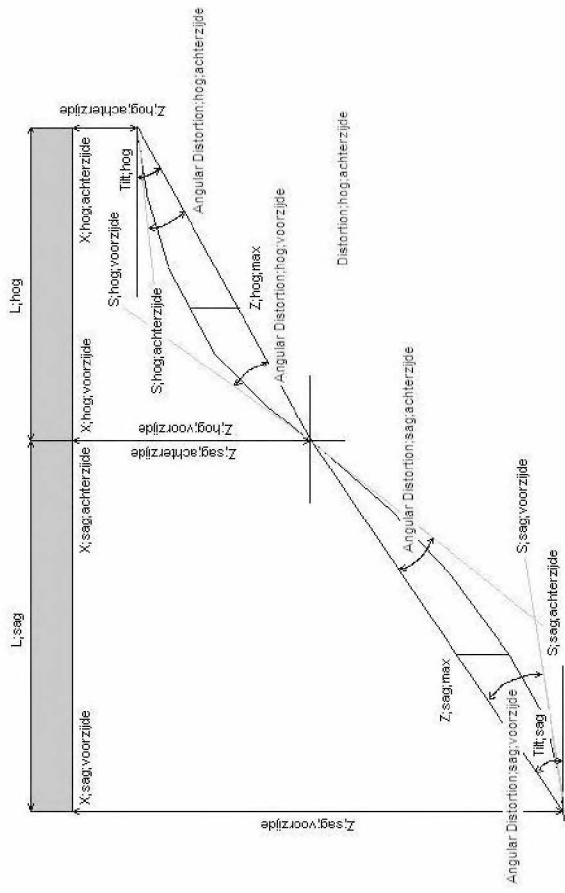 L;sag
L;hog
X;sag;voorzijde
X;sag;achterzijde
X;hog;voorzijde
X;hog;achterzijde
Z;sag;voorzijde
Z;sag;achterzijde
Z;hog;voorzijde
Z;hog;achterzijde
S;hog;voorzijde
Tilt;hog
S;hog;achterzijde
Angular Distortion;hog;achterzijde
Z;hog;max
Angular Distortion;hog;voorzijde
Distortion;hog;achterzijde
Angular Distortion;sag;achterzijde
Z;sag;max
Angular Distortion;sag;voorzijde
Tilt;sag
S;sag;voorzijde
S;sag;achterzijde